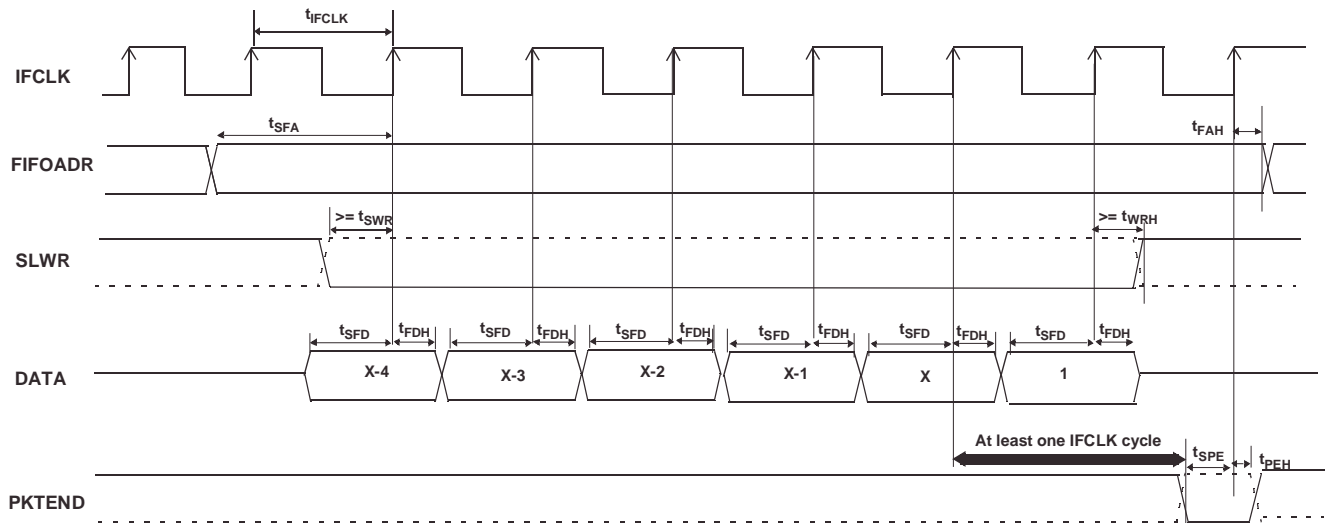 tIFCLK
IFCLK
tSFA
tFAH
FIFOADR
>= tSWR
>= tWRH
SLWR
tSFD tFDH tSFD tFDH tSFD tFDH tSFD tFDH tSFD tFDH tSFD tFDH
DATA X-4 X-3 X-2 X-1 X 1
At least one IFCLK cycle
tSPE tPEH
PKTEND